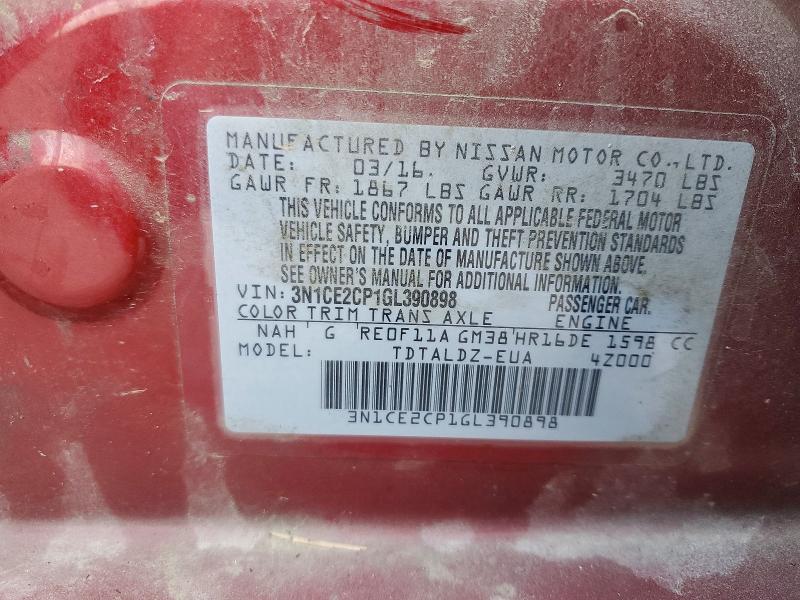 MANUFACTURED BY NISSAN MOTOR CO.,LTD.
DATE: 03/16. GVWR: 3470 LBS
GAWR FR: 1867 LBS GAWR RR: 1704 LBS
THIS VEHICLE CONFORMS TO ALL APPLICABLE FEDERAL MOTOR
VEHICLE SAFETY, BUMPER AND THEFT PREVENTION STANDARDS
IN EFFECT ON THE DATE OF MANUFACTURE SHOWN ABOVE.
SEE OWNER'S MANUAL FOR ADDITIONAL INFORMATION.
VIN: 3N1CE2CP1GL390898 PASSENGER CAR.
COLOR TRIM TRANS AXLE ENGINE
NAH G RE0F11A GM38 HR16DE 1598 CC
MODEL: TDTALDZ-EUA 4Z000
3N1CE2CP1GL390898